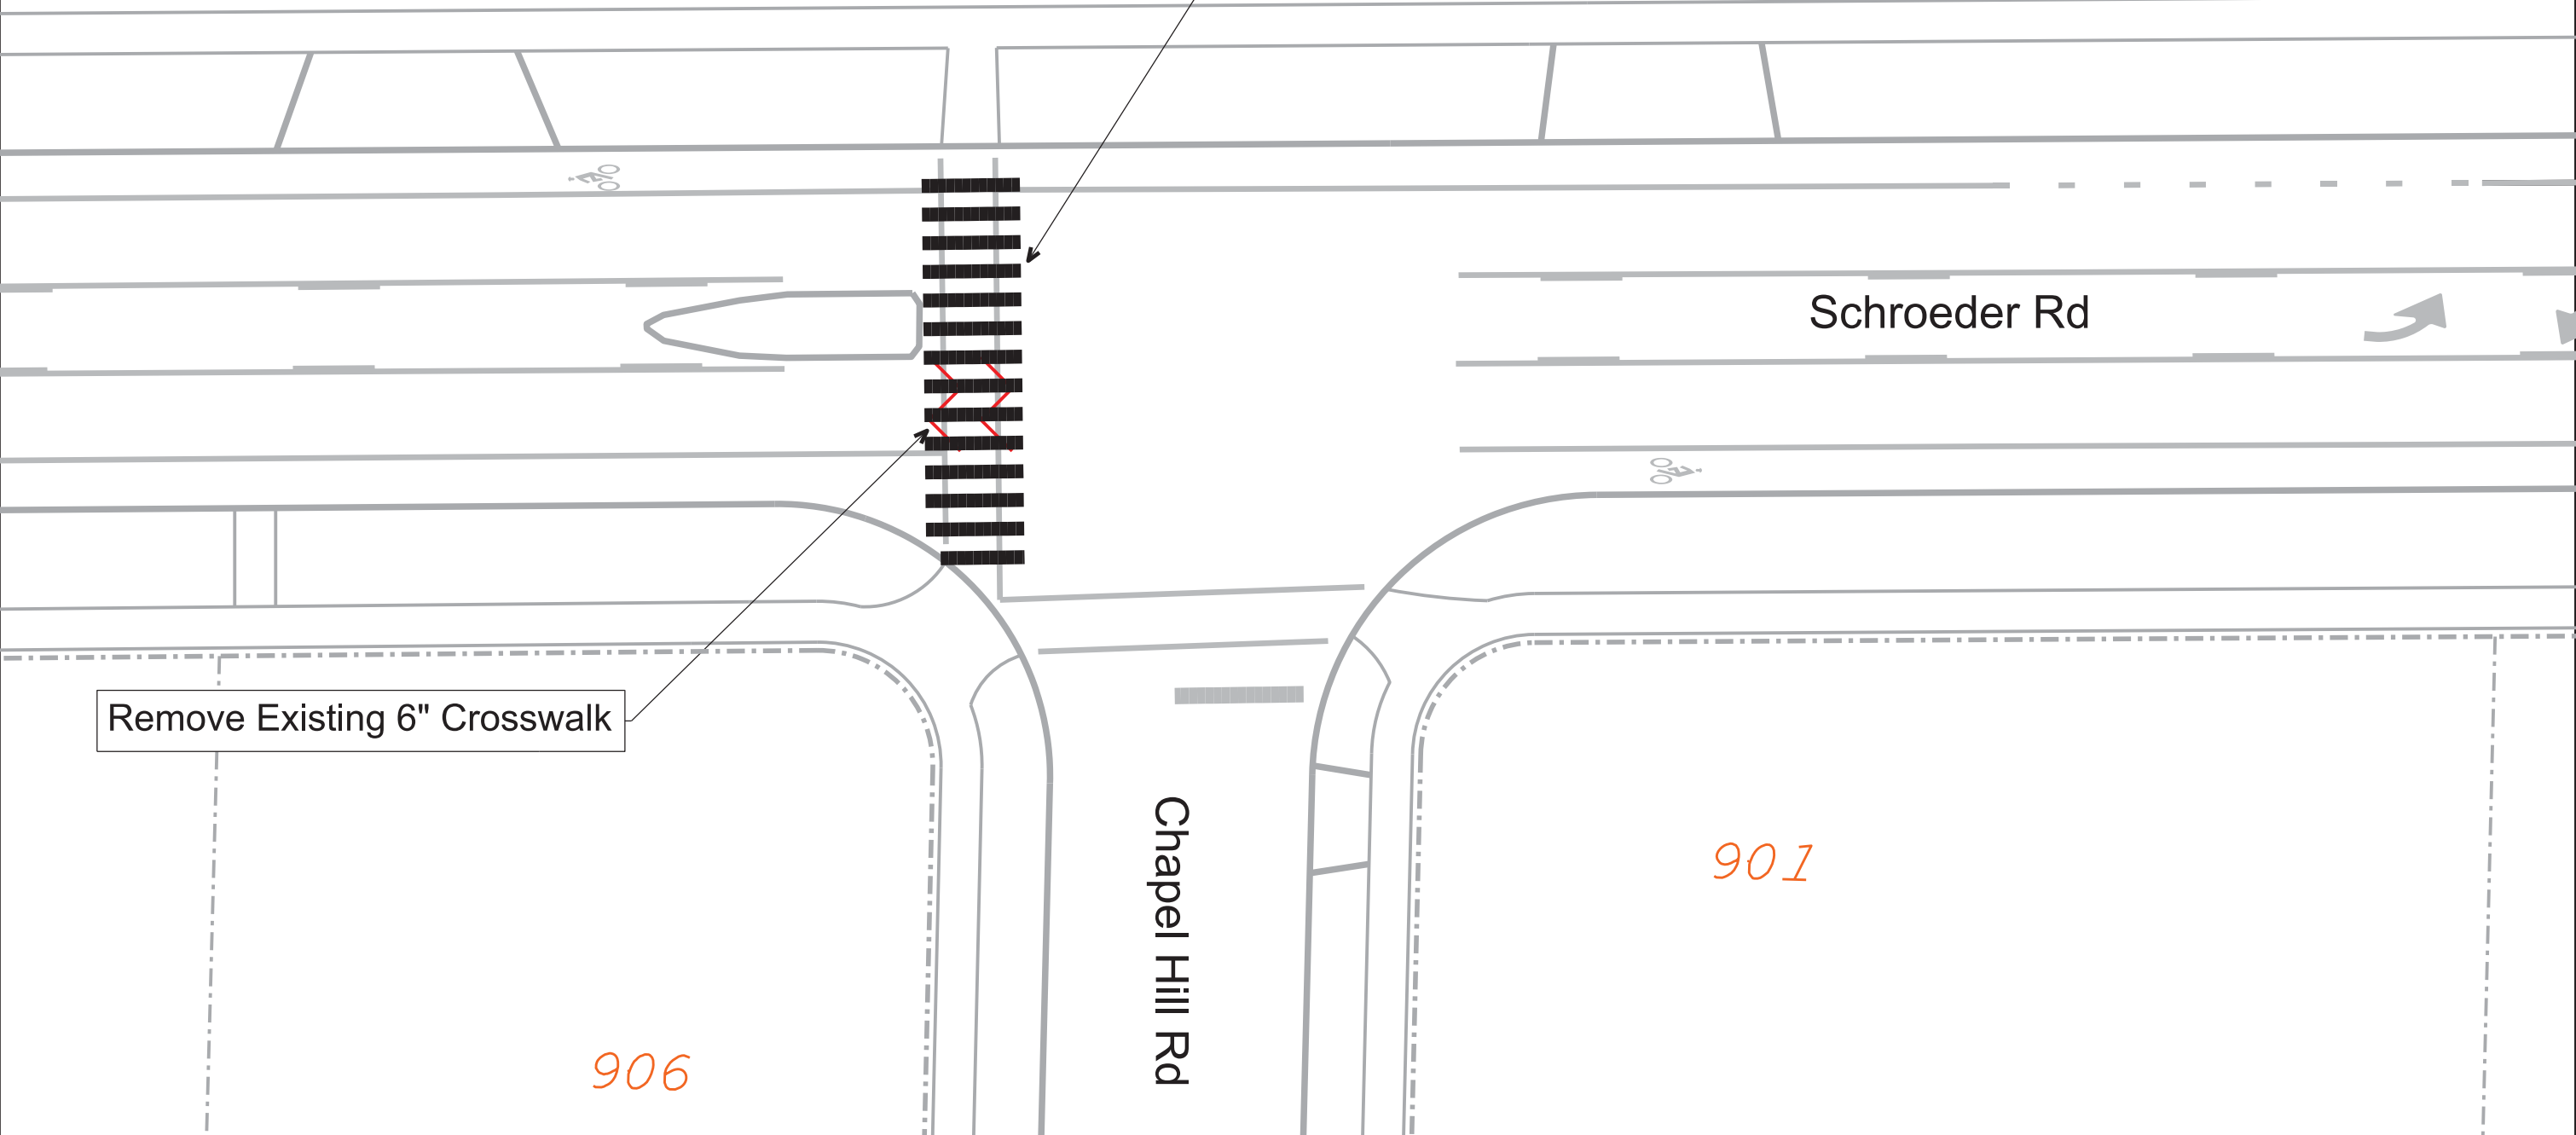 Schroeder Rd
Remove Existing 6" Crosswalk
Chapel Hill Rd
901
906